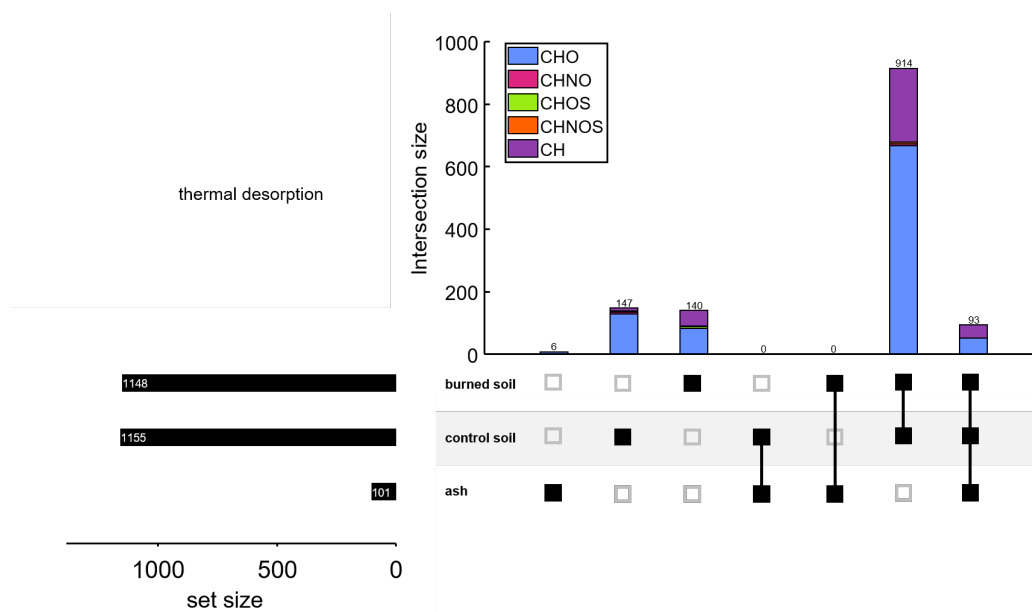 thermal desorption
Intersection size
1000
800
600
400
200
0
CHO
CHNO
CHOS
CHNOS
CH
6
147
140
0
0
914
93
burned soil
control soil
ash
1148
1155
101
1000
500
0
set size